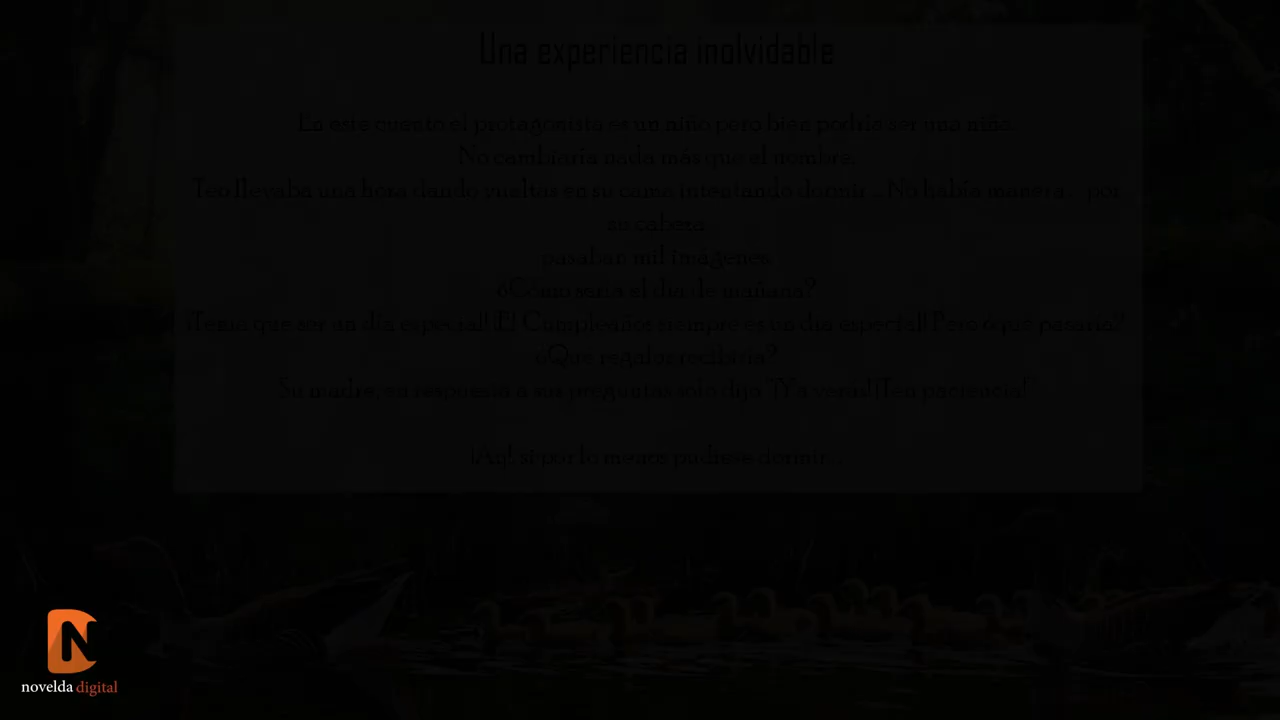 Una experiencia inolvidable
En este cuento el protagonista es un niño pero bien podría ser una niña.
No cambiaría nada más que el nombre.
Teo llevaba una hora dando vueltas en su cama intentando dormir... No había manera... por
su cabeza
pasaban mil imágenes.
¿Cómo sería el día de mañana?
¡Tenía que ser un día especial! ¡El Cumpleaños siempre es un día especial! Pero ¿qué pasaría?
¿Que regalos recibiría?
Su madre, en respuesta a sus preguntas solo dijo "¡Ya verás! ¡Ten paciencia!"
¡Ay!, si por lo menos pudiese dormir...
novelda digital